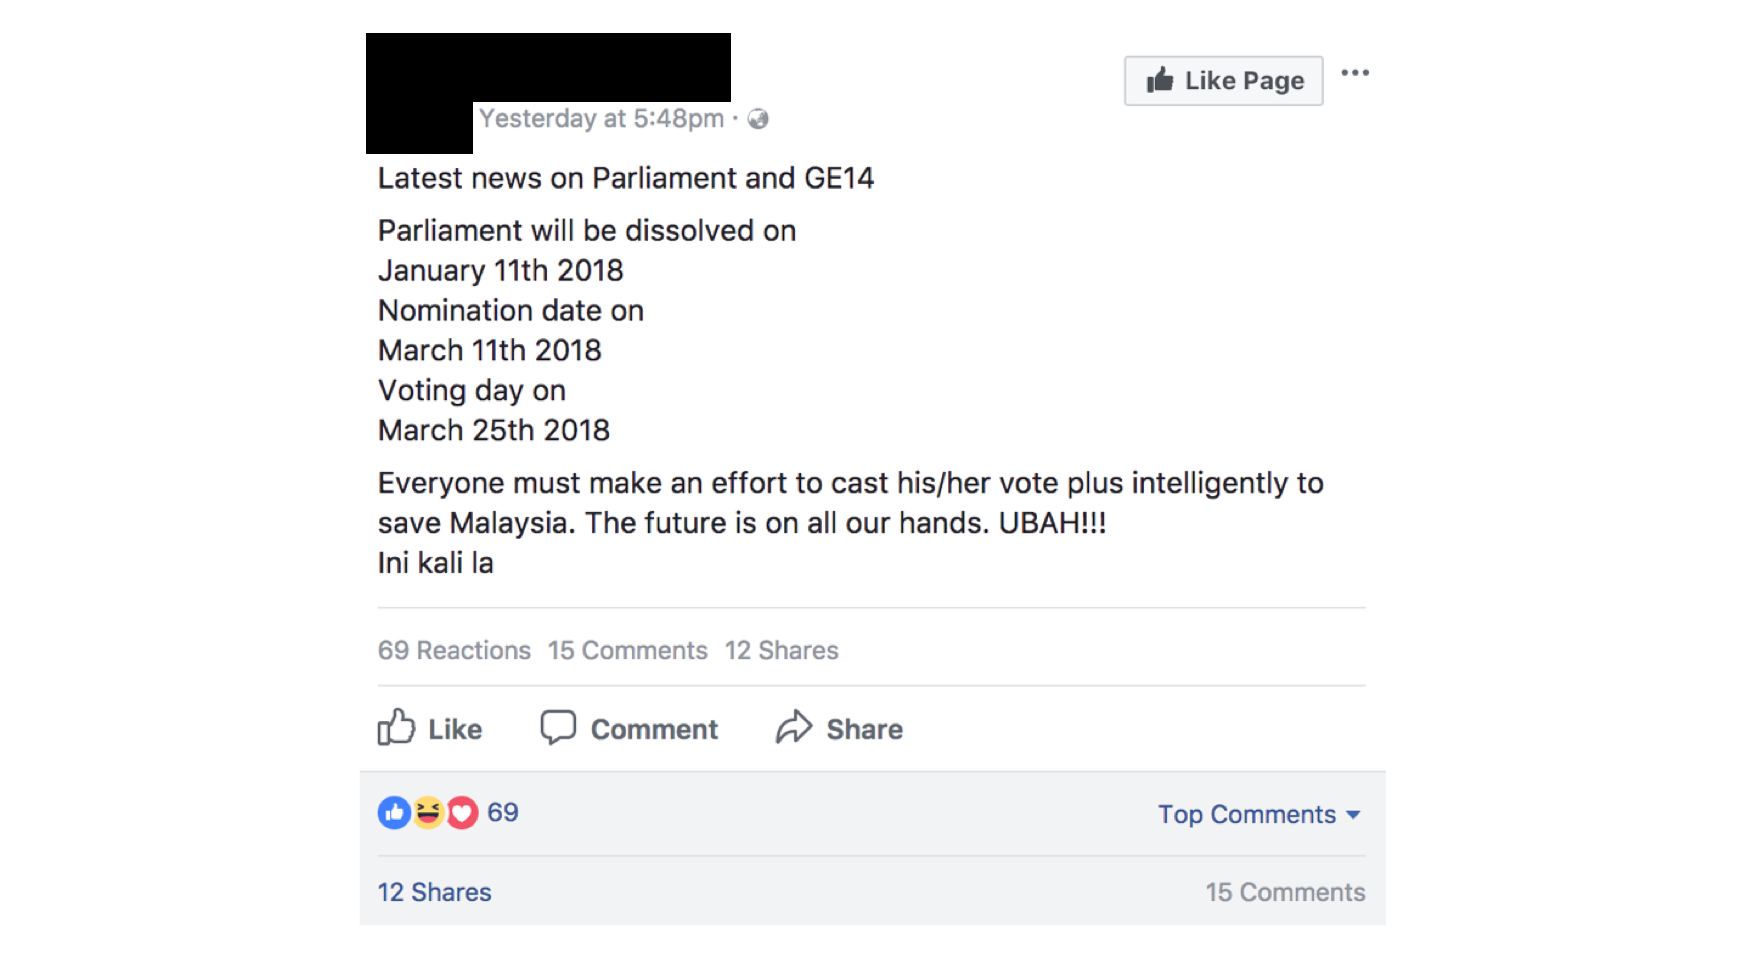 Like Page
Yesterday at 5:48pm ·
Latest news on Parliament and GE14
Parliament will be dissolved on
January 11th 2018
Nomination date on
March 11th 2018
Voting day on
March 25th 2018
Everyone must make an effort to cast his/her vote plus intelligently to
save Malaysia. The future is on all our hands. UBAH!!!
Ini kali la
69 Reactions 15 Comments 12 Shares
Like Comment Share
69 Top Comments
12 Shares 15 Comments